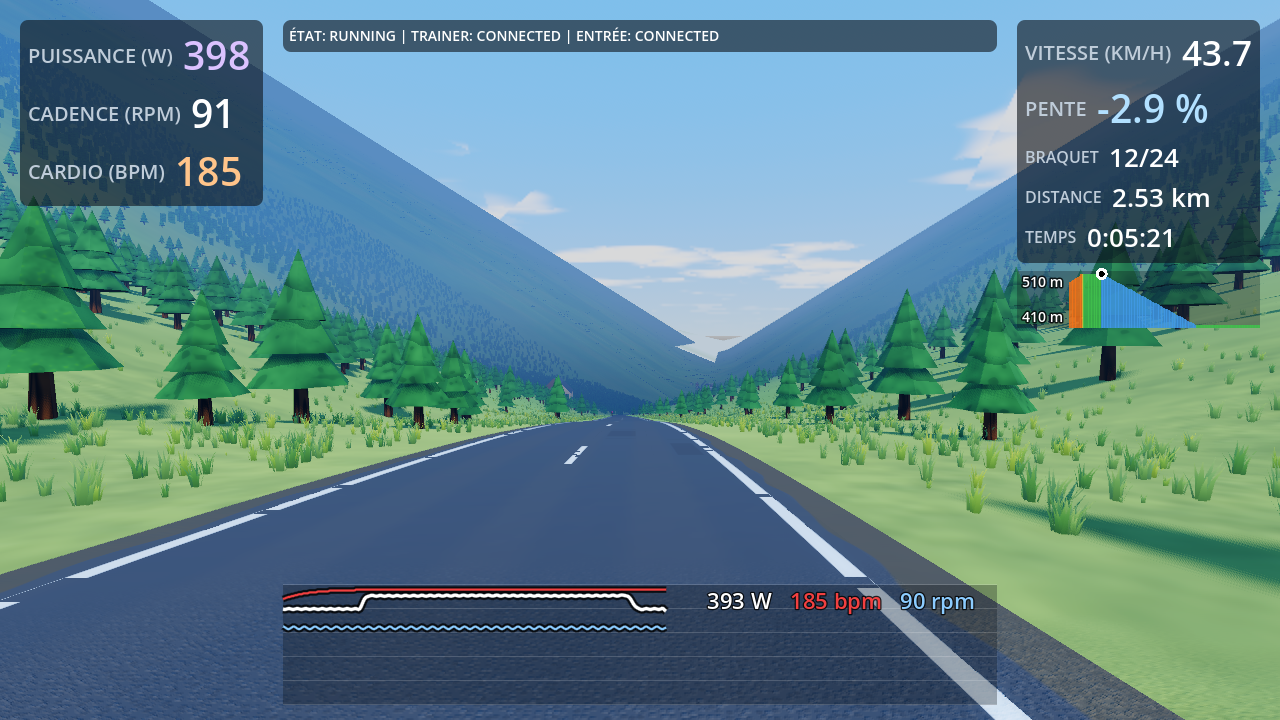 PUISSANCE (W) 398
CADENCE (RPM) 91
CARDIO (BPM) 185
ÉTAT: RUNNING | TRAINER: CONNECTED | ENTRÉE: CONNECTED
VITESSE (KM/H) 43.7
PENTE -2.9 %
BRAQUET 12/24
DISTANCE 2.53 km
TEMPS 0:05:21
510 m
410 m
393 W 185 bpm 90 rpm